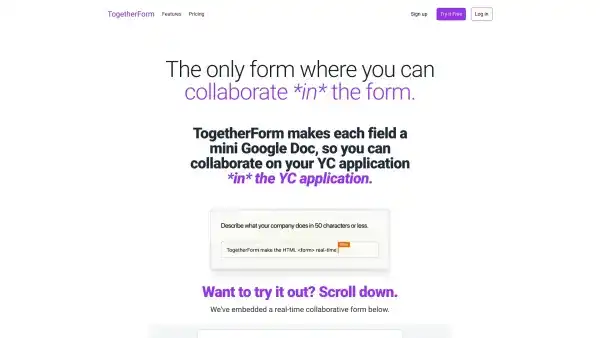 TogetherForm Features Pricing Sign up Try it Free Log in
The only form where you can
collaborate *in* the form.
TogetherForm makes each field a
mini Google Doc, so you can
collaborate on your YC application
*in* the YC application.
Describe what your company does in 50 characters or less.
TogetherForm make the HTML <form> real-time
Want to try it out? Scroll down.
We've embedded a real-time collaborative form below.